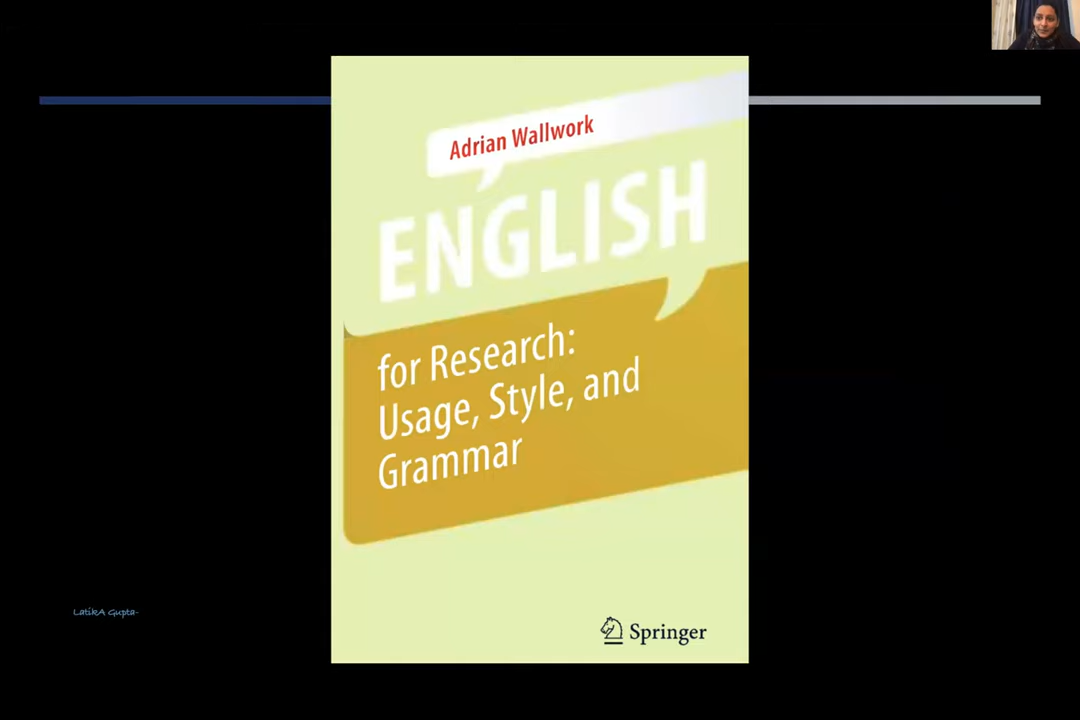 Adrian Wallwork
ENGLISH
for Research:
Usage, Style, and
Grammar
LatikA Gupta-
Springer